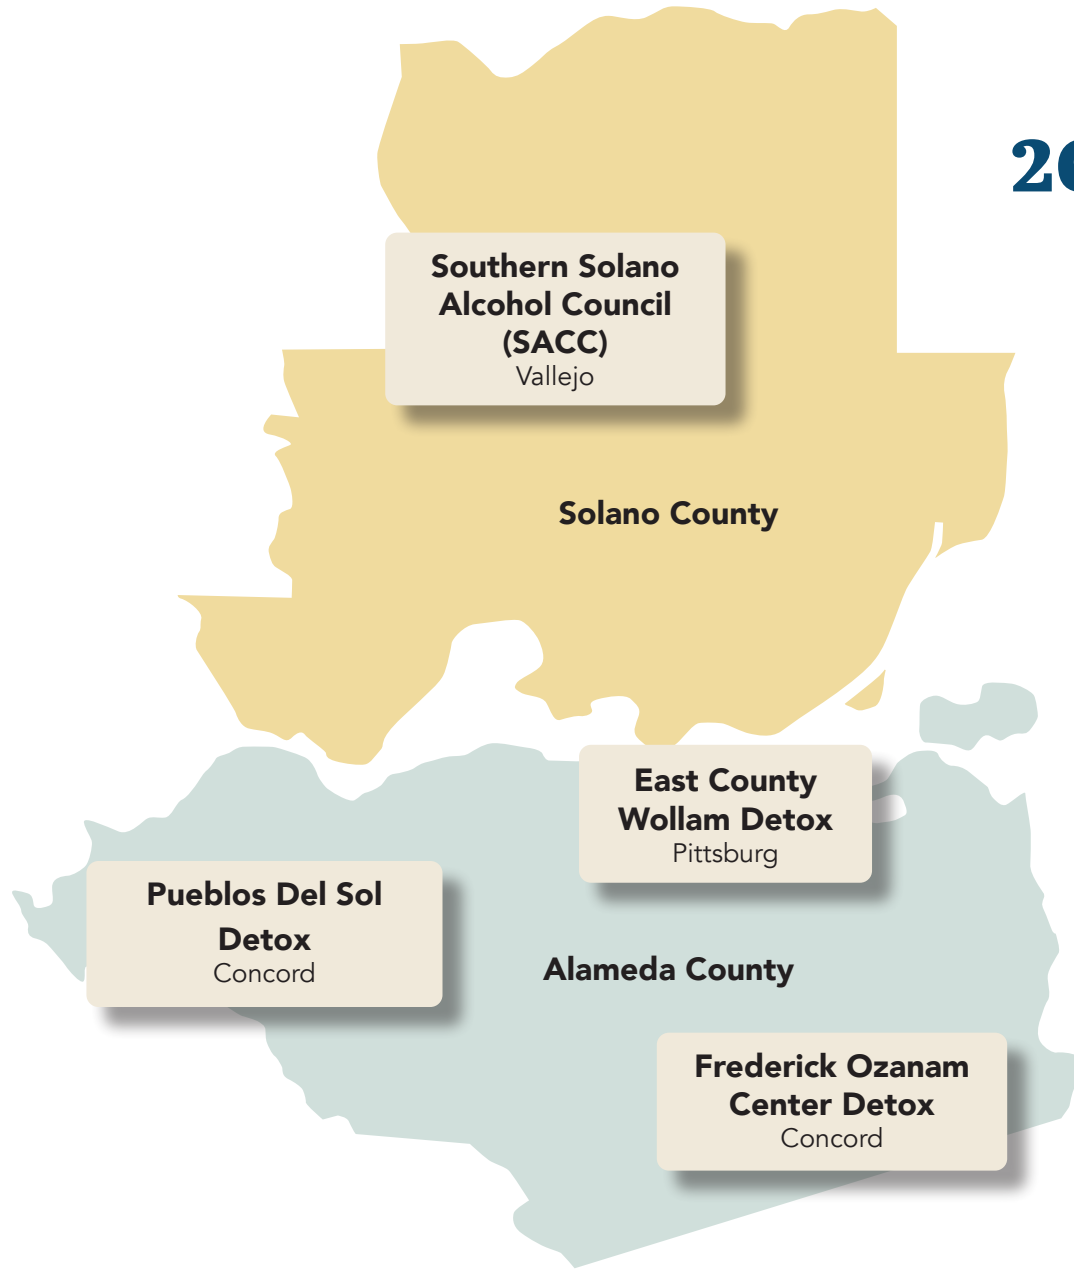 Southern Solano
Alcohol Council
(SACC)
Vallejo
Solano County
East County
Wollam Detox
Pittsburg
Pueblos Del Sol
Detox
Concord
Alameda County
Frederick Ozanam
Center Detox
Concord